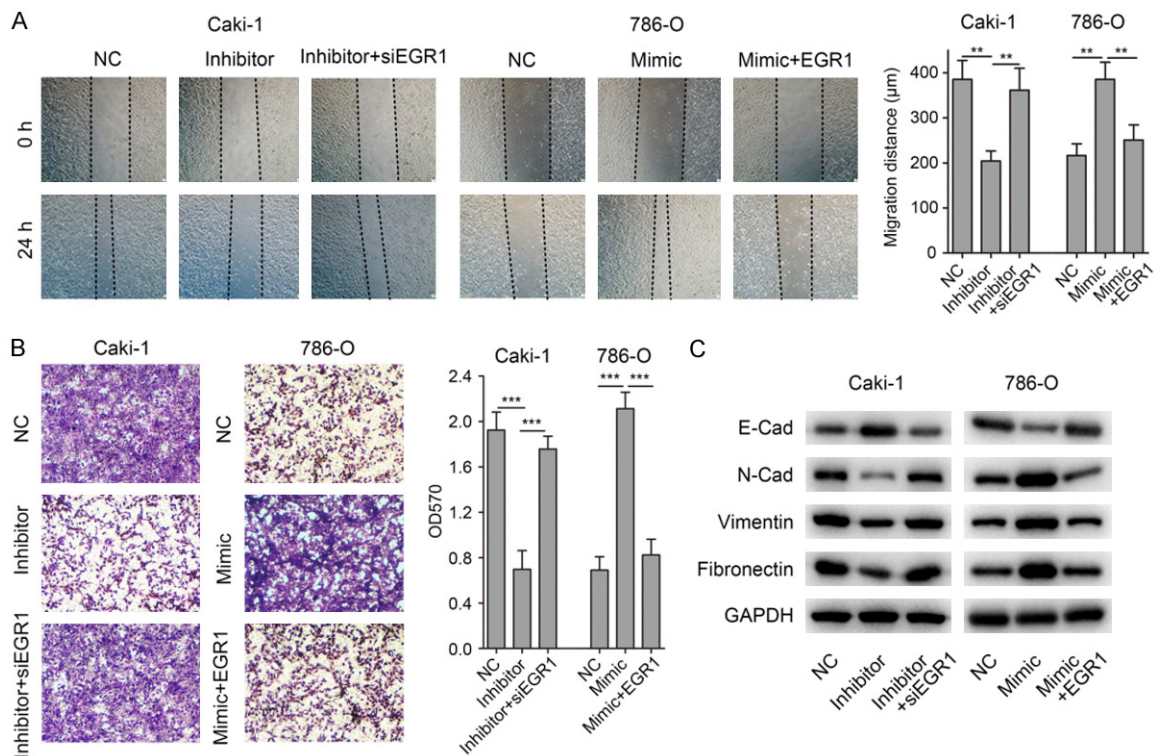 A
Caki-1
NC
Inhibitor
Inhibitor+siEGR1
786-O
NC
Mimic
Mimic+EGR1
0 h
24 h
Caki-1
786-O
**
**
**
**
Migration distance (μm)
400
300
200
100
0
NC
Inhibitor
Inhibitor
+siEGR1
NC
Mimic
Mimic
+EGR1
B
Caki-1
786-O
NC
NC
Inhibitor
Mimic
Inhibitor+siEGR1
Mimic+EGR1
Caki-1
786-O
***
***
***
***
OD570
2.4
2.0
1.6
1.2
0.8
0.4
0.0
NC
Inhibitor
Inhibitor+siEGR1
NC
Mimic
Mimic+EGR1
C
Caki-1
786-O
E-Cad
N-Cad
Vimentin
Fibronectin
GAPDH
NC
Inhibitor
Inhibitor
+siEGR1
NC
Mimic
Mimic
+EGR1